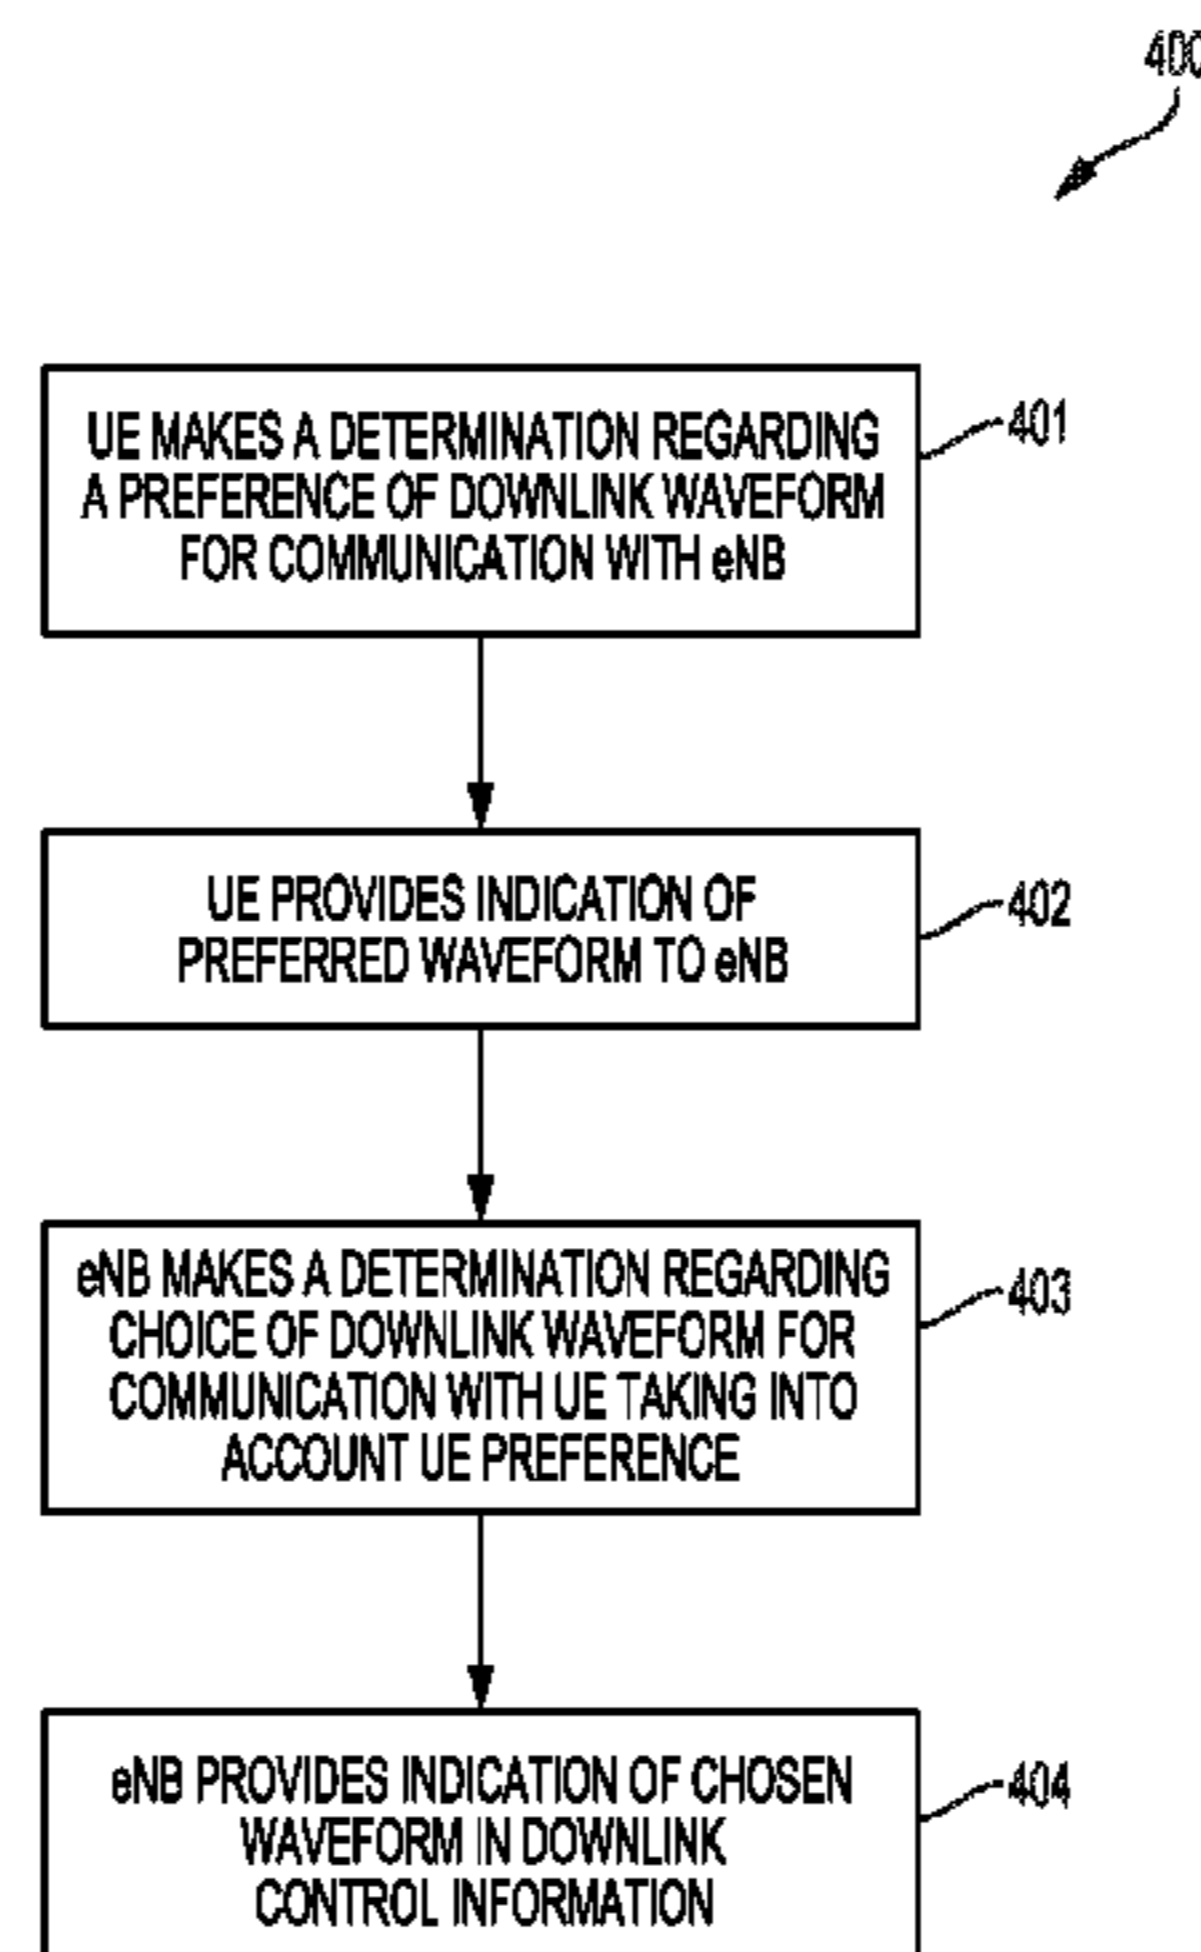 400
UE MAKES A DETERMINATION REGARDING
A PREFERENCE OF DOWNLINK WAVEFORM
FOR COMMUNICATION WITH eNB
401
UE PROVIDES INDICATION OF
PREFERRED WAVEFORM TO eNB
402
eNB MAKES A DETERMINATION REGARDING
CHOICE OF DOWNLINK WAVEFORM FOR
COMMUNICATION WITH UE TAKING INTO
ACCOUNT UE PREFERENCE
403
eNB PROVIDES INDICATION OF CHOSEN
WAVEFORM IN DOWNLINK
CONTROL INFORMATION
404